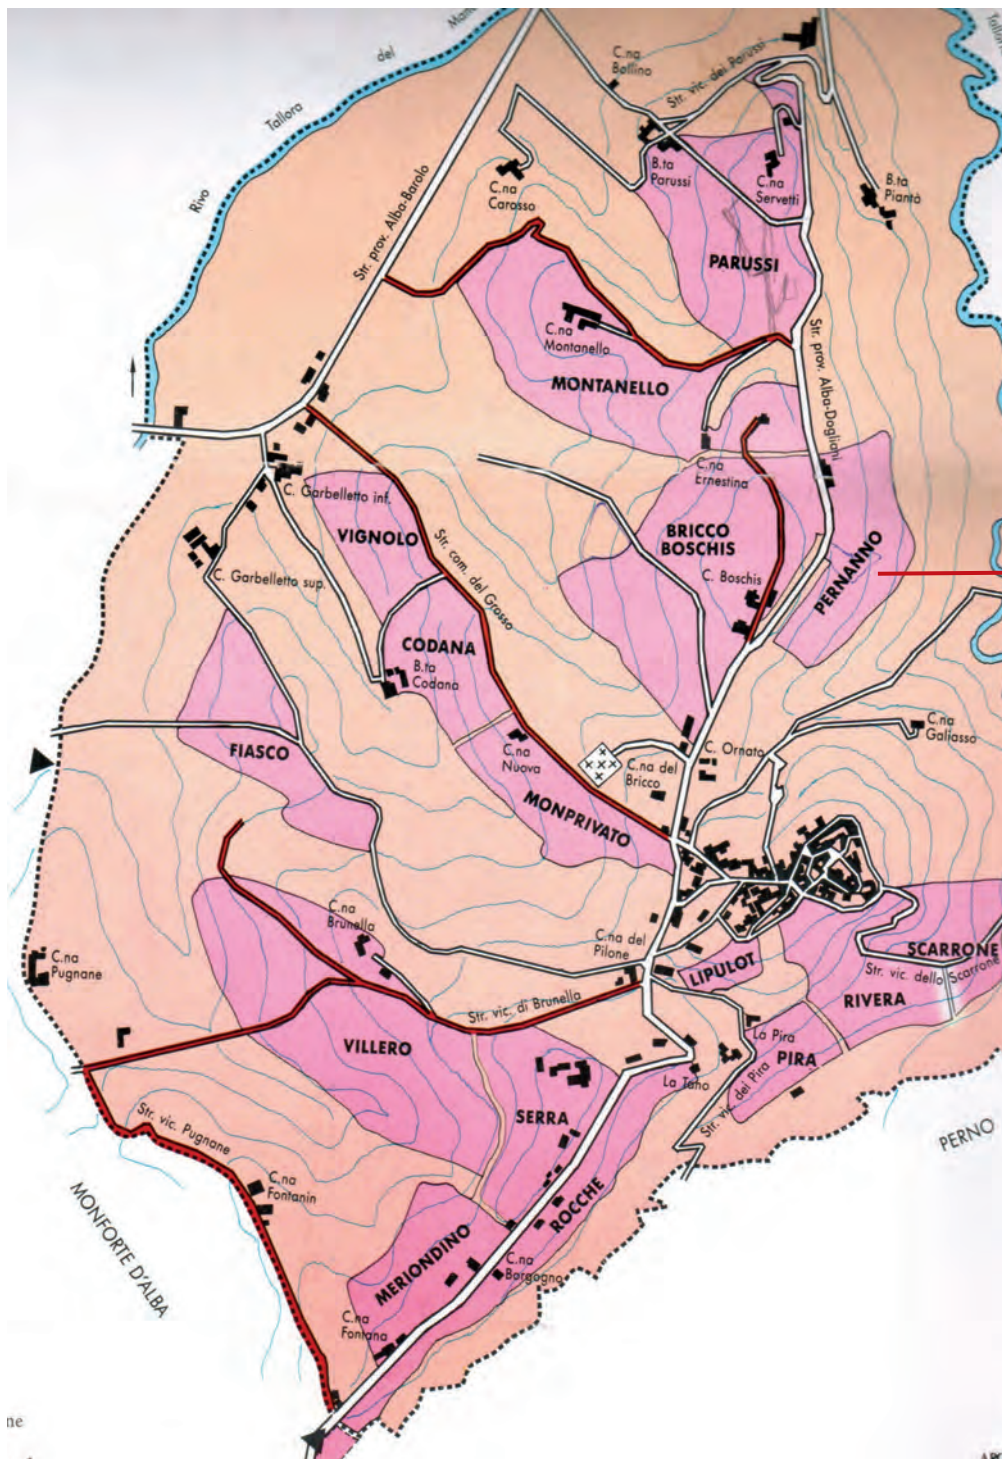 Tallora
del
Rivo
Tallora
del
C.na
Bollino
Str. vic. dei Parussi
B.ta
Parussi
C.na
Servetti
B.ta
Piantà
C.na
Carosso
Str. prov. Alba-Barolo
PARUSSI
C.na
Montanello
MONTANELLO
Str. prov. Alba-Dogliani
C.na
Ernestina
C. Garbelletto inf.
VIGNOLO
BRICCO
BOSCHIS
C. Boschis
PERNANNO
C. Garbelletto sup.
Str. com. del Grosso
CODANA
B.ta
Codana
FIASCO
C.na
Nuova
C.na del
Bricco
C. Ornato
C.na
Galiasso
MONPRIVATO
C.na
Brunella
C.na del
Pilone
LIPULOT
SCARRONE
Str. vic. dello Scarrone
RIVERA
C.na
Pugnane
Str. vic. di Brunella
VILLERO
La Pira
PIRA
La Tano
Str. vic. dei Pira
SERRA
Str. vic. Pugnane
PERNO
C.na
Fontanin
ROCCHE
MONFORTE D'ALBA
MERIONDINO
C.na
Borgogno
C.na
Fontana
ne